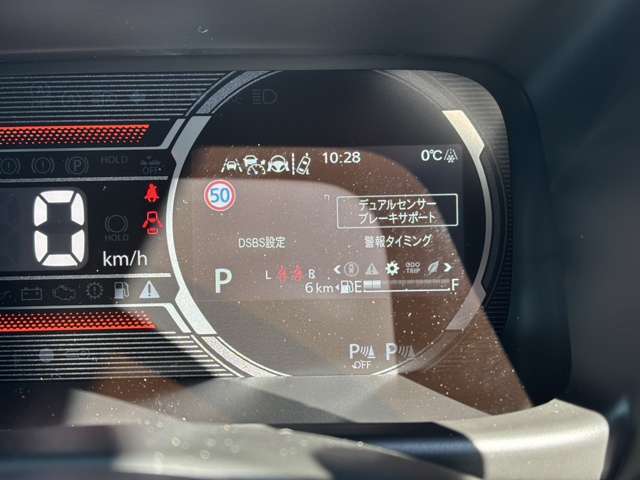 10:28 0℃
50
デュアルセンサー
ブレーキサポート
HOLD
P
OFF
DSBS設定
警報タイミング
0
HOLD
km/h
P
L R
6km
E F
P P
OFF